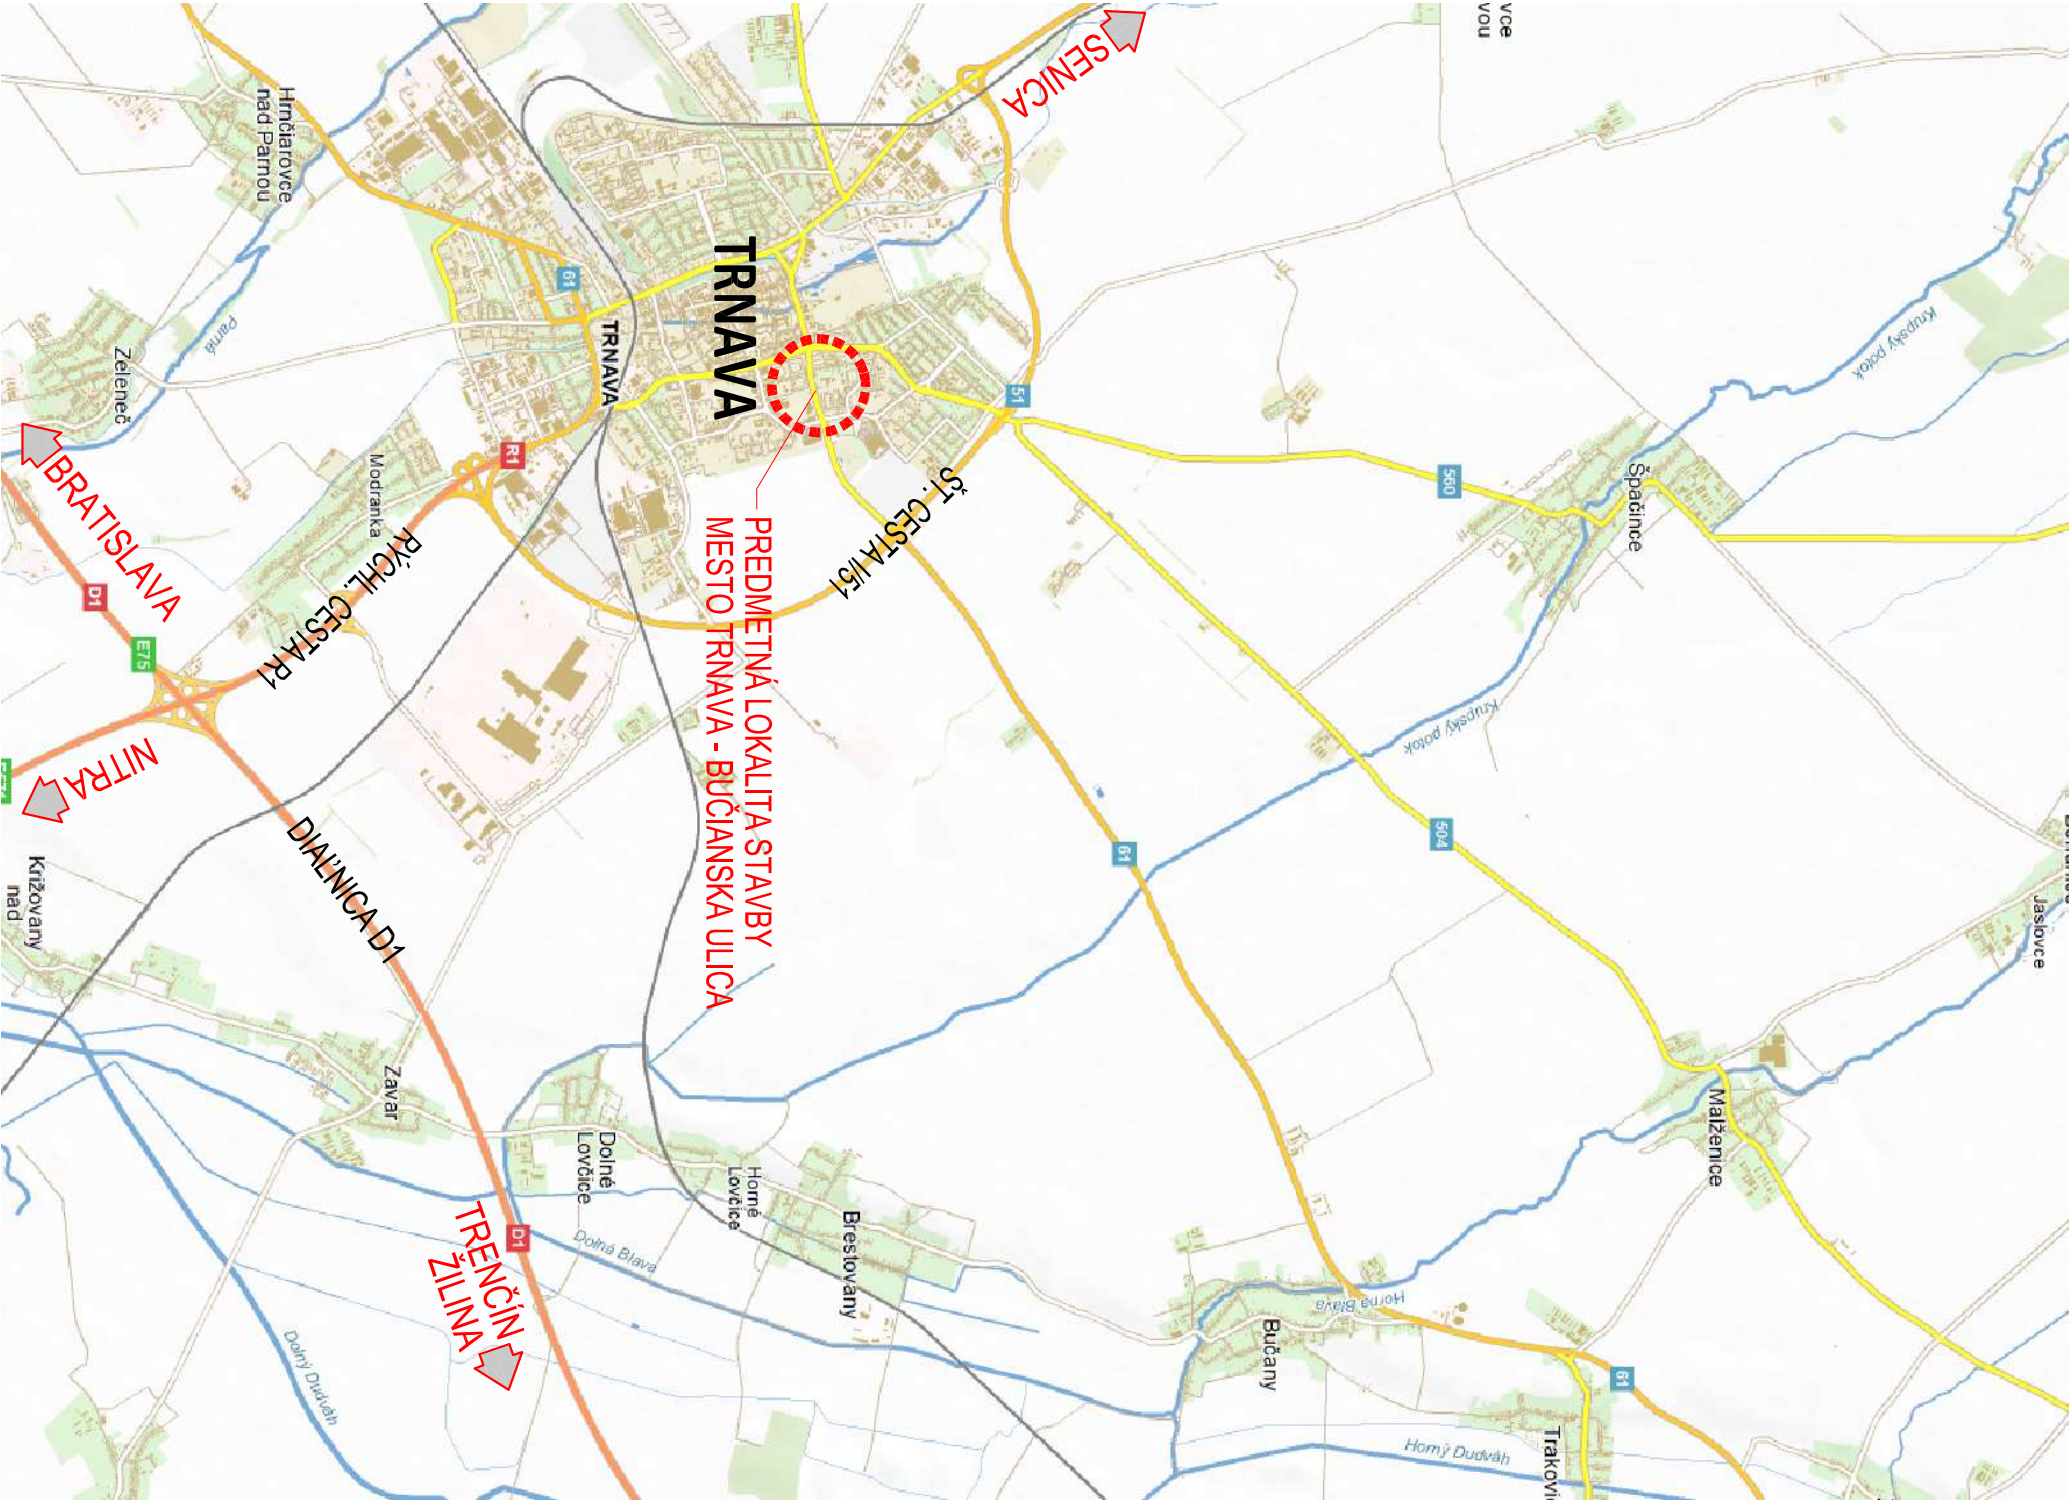 SENICA
Hrnčiarovce
nad Parnou
Parná
Zeleneč
BRATISLAVA
D1
E75
NITRA
Križovany
nad
61
TRNAVA
TRNAVA
R1
Modranka
RÝCHL. CESTA R1
DIAĽNICA D1
51
ŠT. CESTA I/51
PREDMETNÁ LOKALITA STAVBY
MESTO TRNAVA - BUČIANSKA ULICA
560
Špačince
Krupský potok
Krupský potok
504
61
Jaslovce
Malženice
Zavar
Dolné
Lovčice
Horné
Lovčice
Brestovany
D1
TRENČÍN
ŽILINA
Dolná Blava
Dolný Dudváh
Horná Blava
Bučany
61
Horný Dudváh
Trakovi
vce
vou